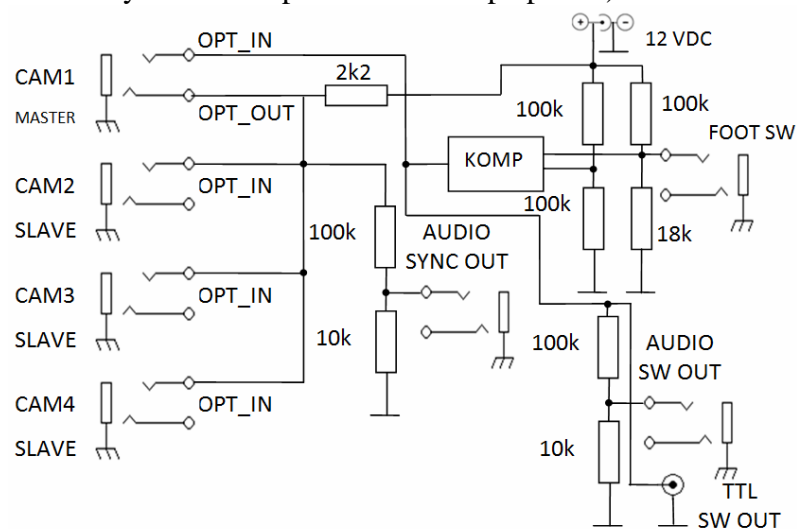 OPT_IN
12 VDC
CAM1
2k2
MASTER
OPT_OUT
100k
100k
FOOT SW
KOMP
CAM2
OPT_IN
SLAVE
100k
100k
AUDIO
SYNC OUT
18k
CAM3
OPT_IN
SLAVE
10k
100k
AUDIO
SW OUT
CAM4
OPT_IN
SLAVE
10k
TTL
SW OUT